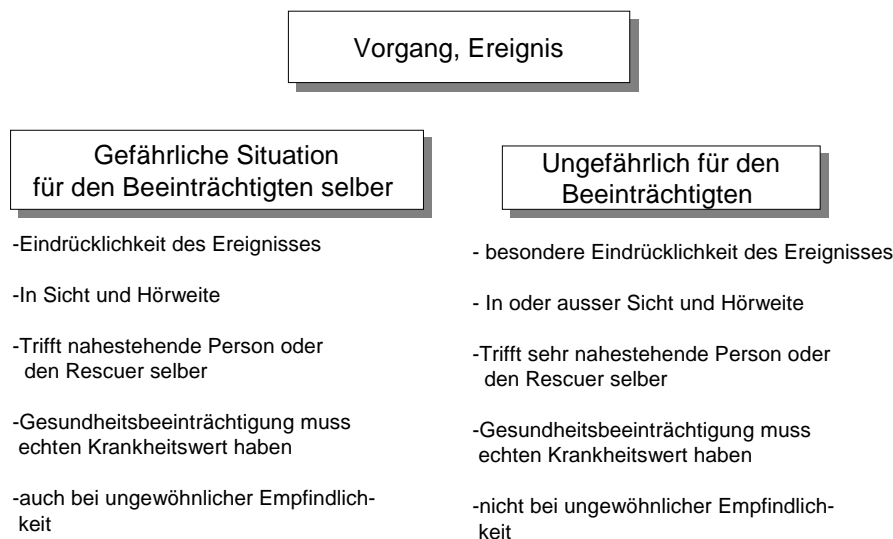 Vorgang, Ereignis
Gefährliche Situation
für den Beeinträchtigten selber
-Eindrücklichkeit des Ereignisses
-In Sicht und Hörweite
-Trifft nahestehende Person oder
den Rescuer selber
-Gesundheitsbeeinträchtigung muss
echten Krankheitswert haben
-auch bei ungewöhnlicher Empfindlich-
keit
Ungefährlich für den
Beeinträchtigten
- besondere Eindrücklichkeit des Ereignisses
- In oder ausser Sicht und Hörweite
-Trifft sehr nahestehende Person oder
den Rescuer selber
-Gesundheitsbeeinträchtigung muss
echten Krankheitswert haben
-nicht bei ungewöhnlicher Empfindlich-
keit